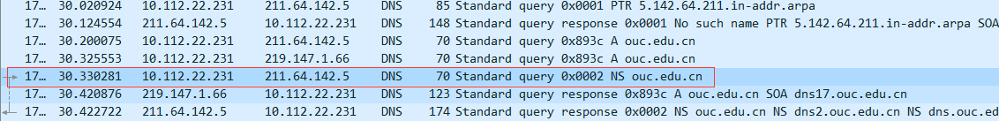 17… 30.020924 10.112.22.231 211.64.142.5 DNS 85 Standard query 0x0001 PTR 5.142.64.211.in-addr.arpa
17… 30.124554 211.64.142.5 10.112.22.231 DNS 148 Standard query response 0x0001 No such name PTR 5.142.64.211.in-addr.arpa SOA
17… 30.200075 10.112.22.231 211.64.142.5 DNS 70 Standard query 0x893c A ouc.edu.cn
17… 30.325553 10.112.22.231 219.147.1.66 DNS 70 Standard query 0x893c A ouc.edu.cn
17… 30.330281 10.112.22.231 211.64.142.5 DNS 70 Standard query 0x0002 NS ouc.edu.cn
17… 30.420876 219.147.1.66 10.112.22.231 DNS 123 Standard query response 0x893c A ouc.edu.cn SOA dns17.ouc.edu.cn
17… 30.422722 211.64.142.5 10.112.22.231 DNS 174 Standard query response 0x0002 NS ouc.edu.cn NS dns2.ouc.edu.cn NS dns.ouc.ed